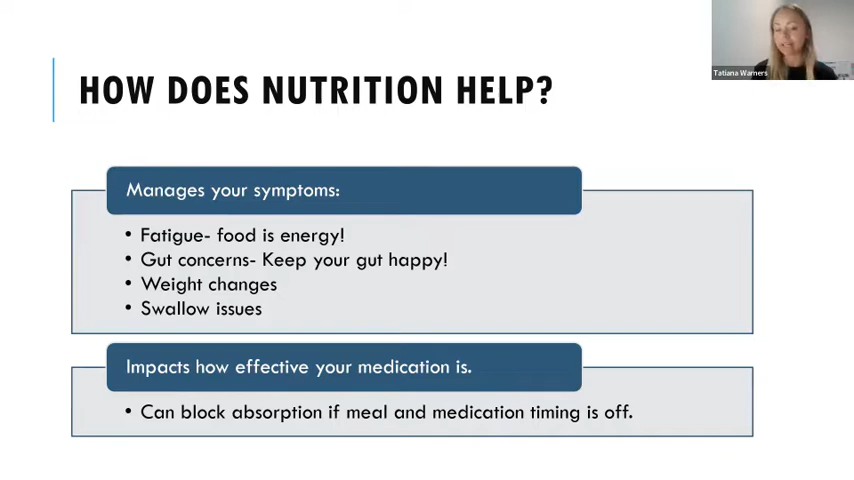 Tatiana Warners
HOW DOES NUTRITION HELP?
Manages your symptoms:
• Fatigue- food is energy!
• Gut concerns- Keep your gut happy!
• Weight changes
• Swallow issues
Impacts how effective your medication is.
• Can block absorption if meal and medication timing is off.